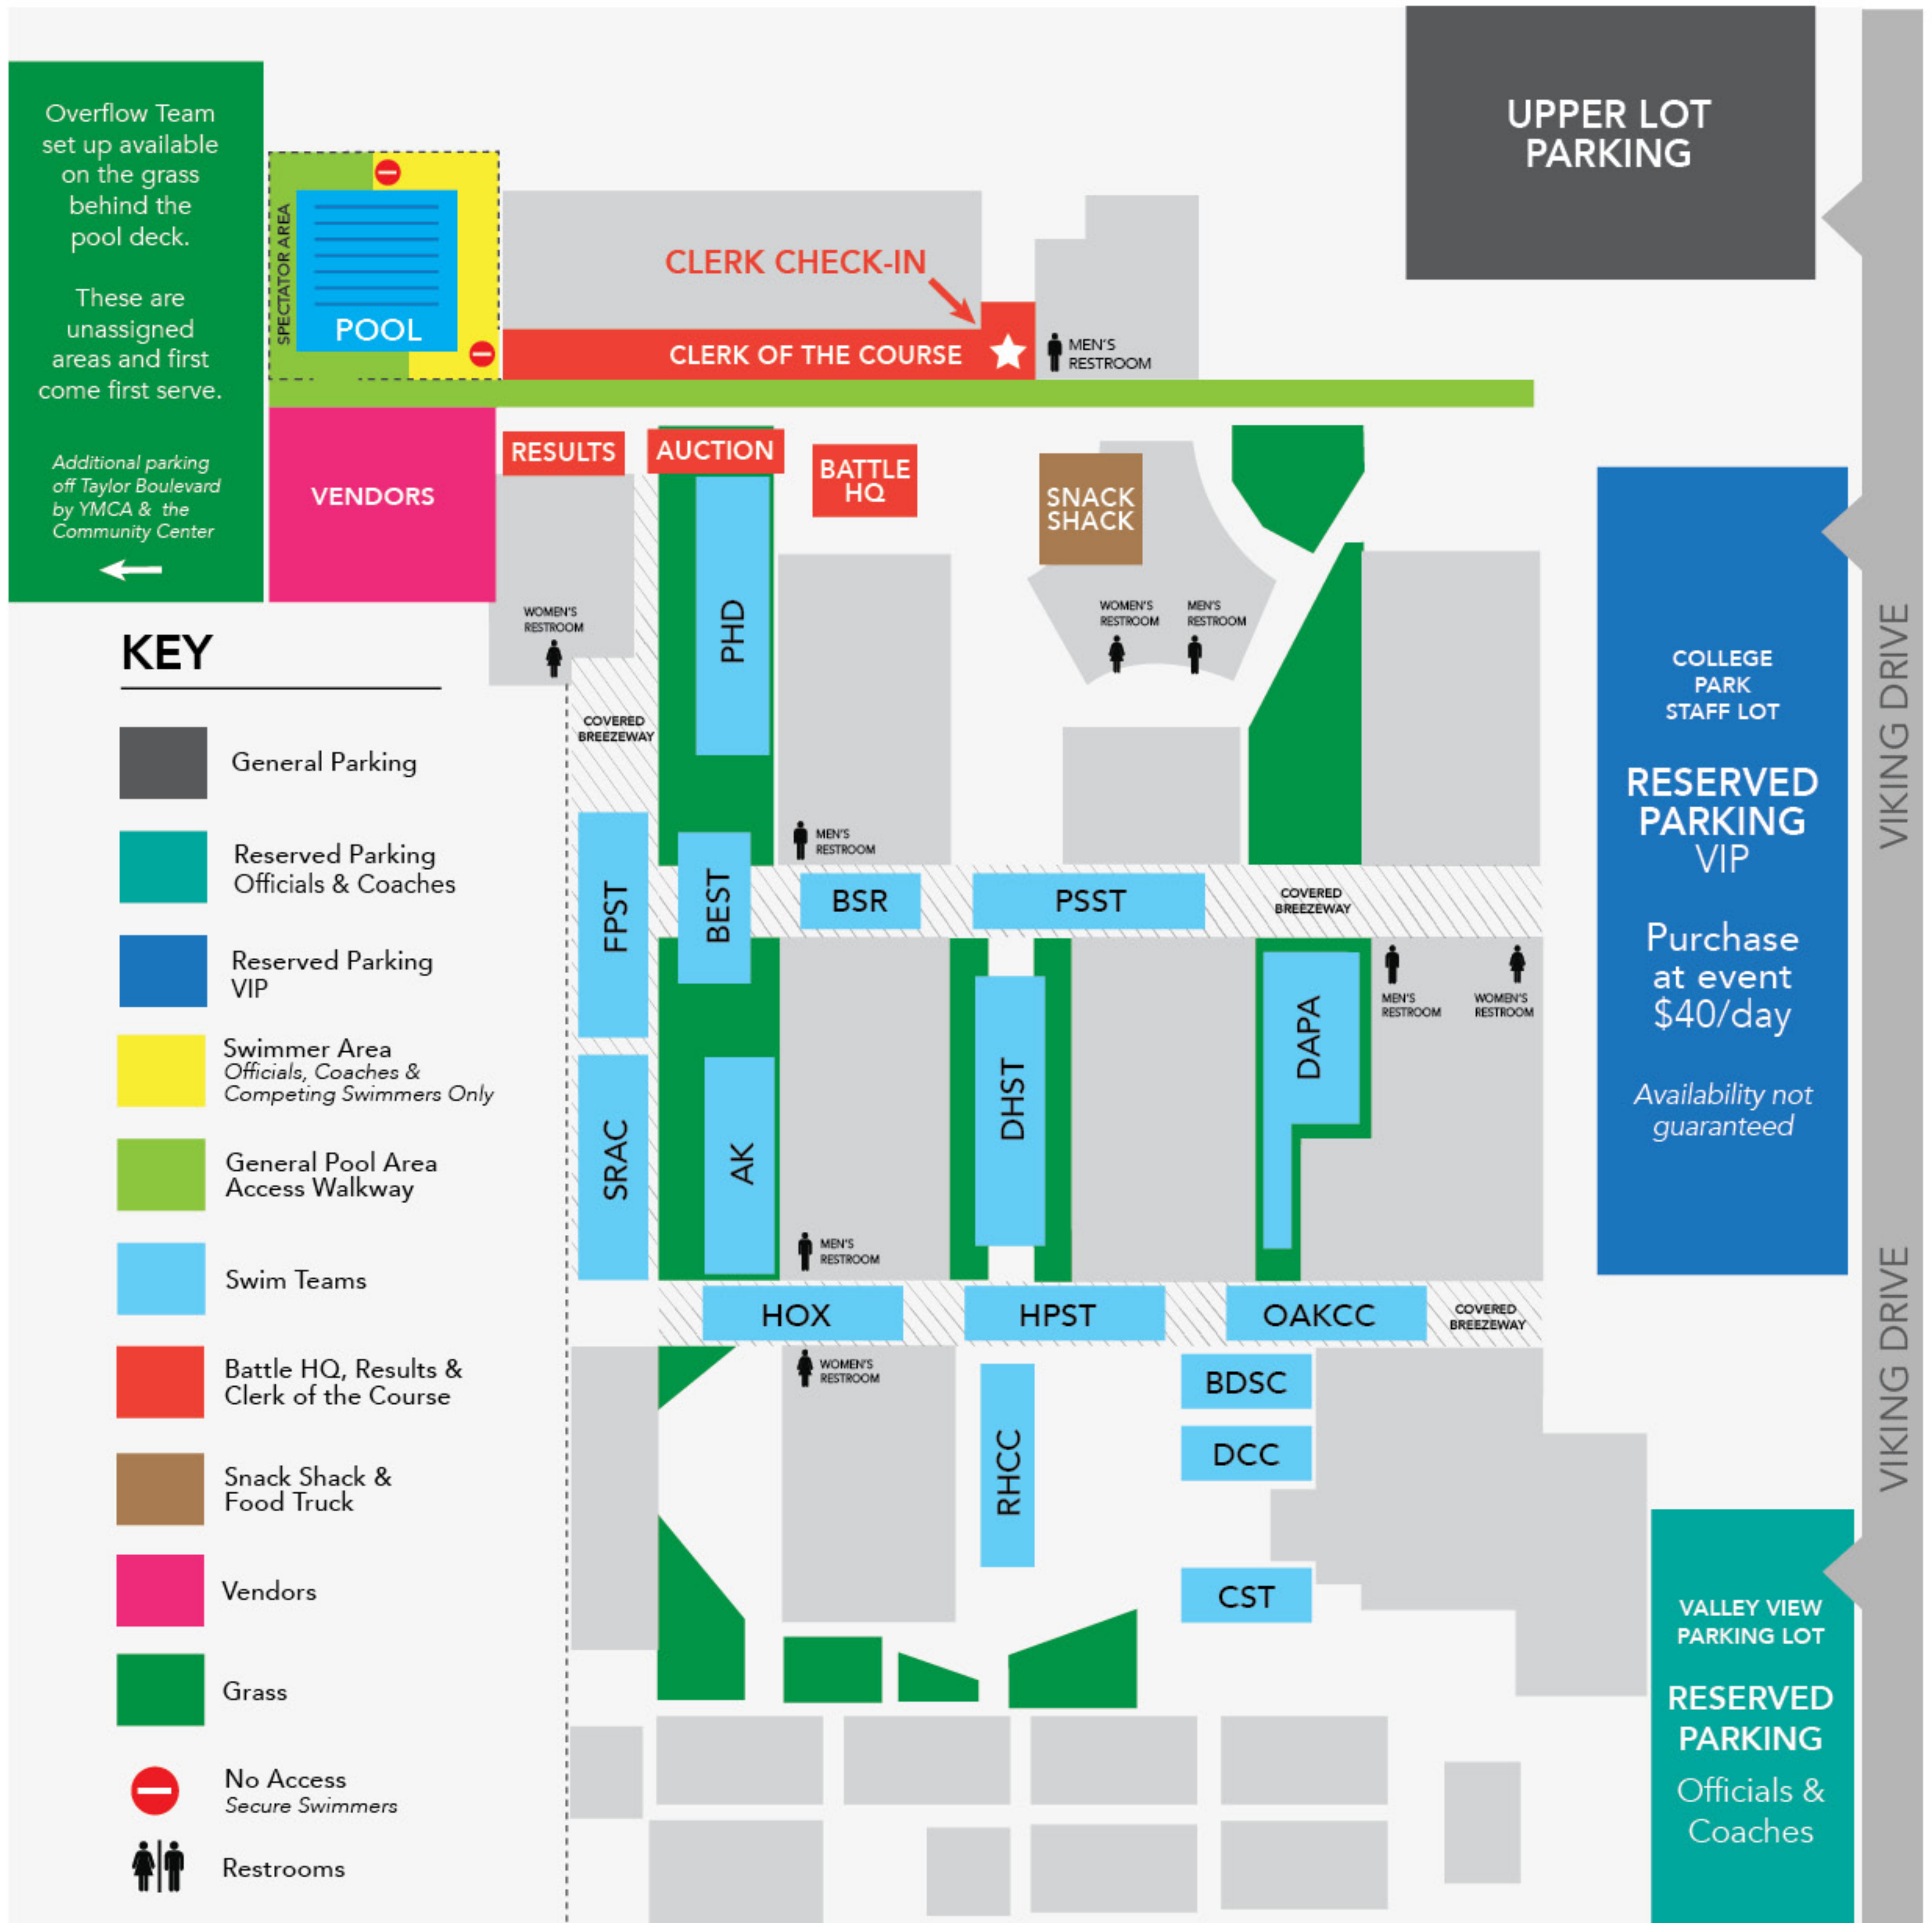 Overflow Team
set up available
on the grass
behind the
pool deck.
These are
unassigned
areas and first
come first serve.
Additional parking
off Taylor Boulevard
by YMCA & the
Community Center
SPECTATOR AREA
POOL
CLERK CHECK-IN
CLERK OF THE COURSE
MEN'S
RESTROOM
UPPER LOT
PARKING
VENDORS
RESULTS
AUCTION
BATTLE
HQ
SNACK
SHACK
WOMEN'S
RESTROOM
WOMEN'S
RESTROOM
MEN'S
RESTROOM
PHD
COVERED
BREEZEWAY
MEN'S
RESTROOM
FPST
BEST
BSR
PSST
COVERED
BREEZEWAY
MEN'S
RESTROOM
WOMEN'S
RESTROOM
DAPA
DHST
SRAC
AK
MEN'S
RESTROOM
HOX
HPST
OAKCC
COVERED
BREEZEWAY
WOMEN'S
RESTROOM
RHCC
BDSC
DCC
CST
COLLEGE
PARK
STAFF LOT
RESERVED
PARKING
VIP
Purchase
at event
$40/day
Availability not
guaranteed
VIKING DRIVE
VIKING DRIVE
VALLEY VIEW
PARKING LOT
RESERVED
PARKING
Officials &
Coaches
KEY
General Parking
Reserved Parking
Officials & Coaches
Reserved Parking
VIP
Swimmer Area
Officials, Coaches &
Competing Swimmers Only
General Pool Area
Access Walkway
Swim Teams
Battle HQ, Results &
Clerk of the Course
Snack Shack &
Food Truck
Vendors
Grass
No Access
Secure Swimmers
Restrooms